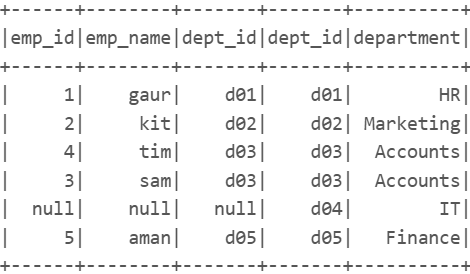 +------+--------+-------+-------+----------+
|emp_id|emp_name|dept_id|dept_id|department|
+------+--------+-------+-------+----------+
|     1|    gaur|    d01|    d01|        HR|
|     2|     kit|    d02|    d02| Marketing|
|     4|     tim|    d03|    d03|  Accounts|
|     3|     sam|    d03|    d03|  Accounts|
|  null|    null|   null|    d04|        IT|
|     5|    aman|    d05|    d05|   Finance|
+------+--------+-------+-------+----------+